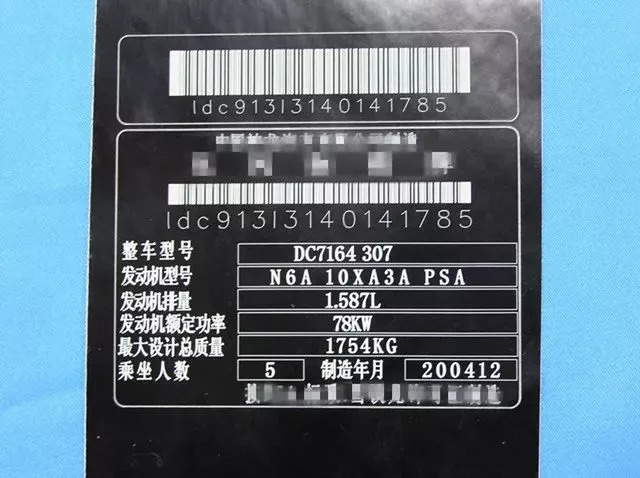 ldc913l3140141785
ldc913l3140141785
整车型号 DC7164 307
发动机型号 N6A 10XA3A PSA
发动机排量 1.587L
发动机额定功率 78KW
最大设计总质量 1754KG
乘坐人数 5 制造年月 200412